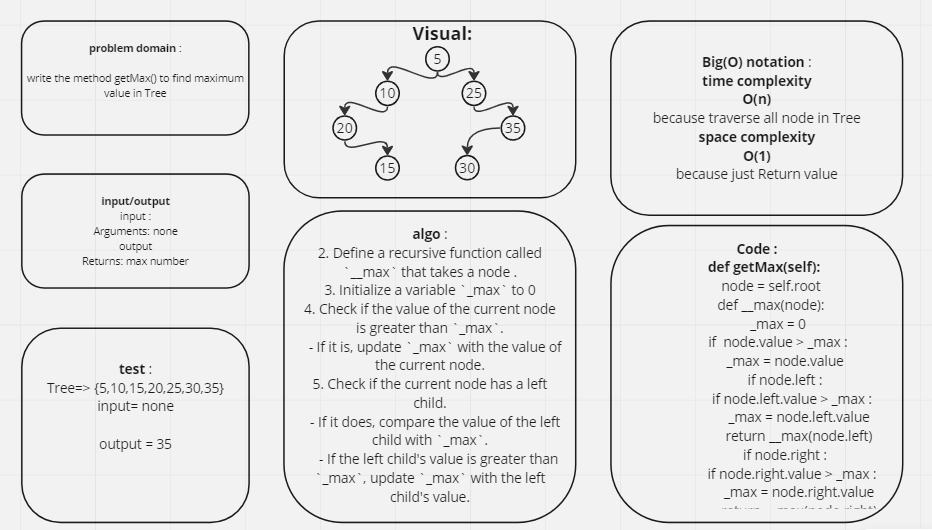 problem domain :
write the method getMax() to find maximum
value in Tree
input/output
input :
Arguments: none
output
Returns: max number
test :
Tree=> {5,10,15,20,25,30,35}
input= none
output = 35
Visual:
5
10
25
20
35
15
30
algo :
2. Define a recursive function called
`__max` that takes a node .
3. Initialize a variable `_max` to 0
4. Check if the value of the current node
is greater than `_max`.
- If it is, update `_max` with the value of
the current node.
5. Check if the current node has a left
child.
- If it does, compare the value of the left
child with `_max`.
- If the left child's value is greater than
`_max`, update `_max` with the left
child's value.
Big(O) notation :
time complexity
O(n)
because traverse all node in Tree
space complexity
O(1)
because just Return value
Code :
def getMax(self):
node = self.root
def __max(node):
_max = 0
if  node.value > _max :
_max = node.value
if node.left :
if node.left.value > _max :
_max = node.left.value
return __max(node.left)
if node.right :
if node.right.value > _max :
_max = node.right.value
return __max(node.right)